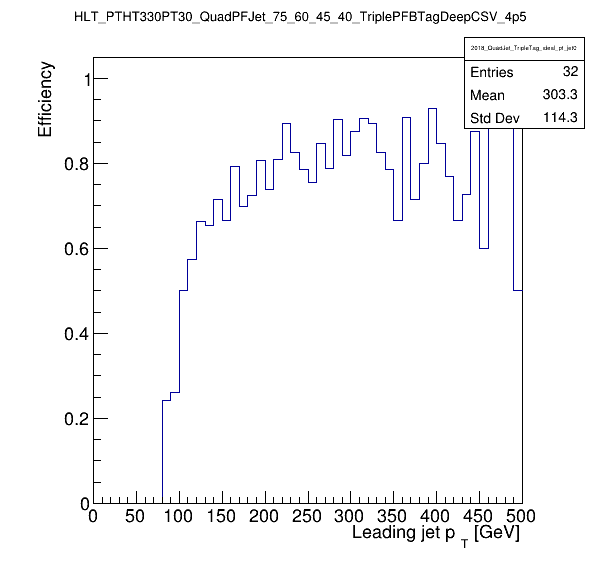 HLT_PTHT330PT30_QuadPFJet_75_60_45_40_TriplePFBTagDeepCSV_4p5
2018_QuadJet_TripleTag_ideal_pt_jet0
Entries 32
Mean 303.3
Std Dev 114.3
Efficiency
1
0.8
0.6
0.4
0.2
0
0 50 100 150 200 250 300 350 400 450 500
Leading jet p T [GeV]